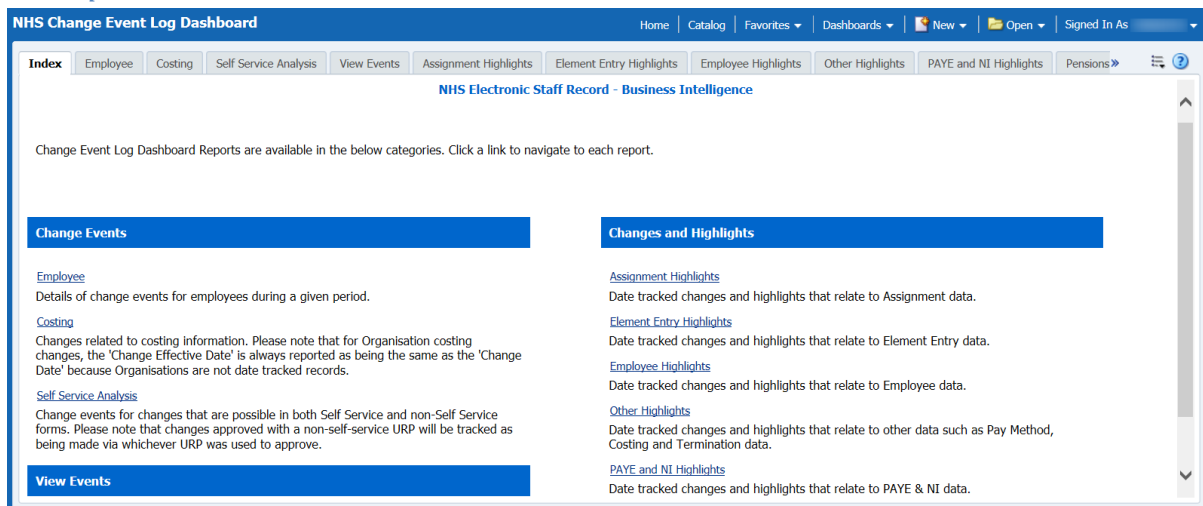 NHS Change Event Log Dashboard
Home
Catalog
Favorites
Dashboards
New
Open
Signed In As
Index
Employee
Costing
Self Service Analysis
View Events
Assignment Highlights
Element Entry Highlights
Employee Highlights
Other Highlights
PAYE and NI Highlights
Pensions»
NHS Electronic Staff Record - Business Intelligence
Change Event Log Dashboard Reports are available in the below categories. Click a link to navigate to each report.
Change Events
Employee
Details of change events for employees during a given period.
Costing
Changes related to costing information. Please note that for Organisation costing
changes, the 'Change Effective Date' is always reported as being the same as the 'Change
Date' because Organisations are not date tracked records.
Self Service Analysis
Change events for changes that are possible in both Self Service and non-Self Service
forms. Please note that changes approved with a non-self-service URP will be tracked as
being made via whichever URP was used to approve.
View Events
Changes and Highlights
Assignment Highlights
Date tracked changes and highlights that relate to Assignment data.
Element Entry Highlights
Date tracked changes and highlights that relate to Element Entry data.
Employee Highlights
Date tracked changes and highlights that relate to Employee data.
Other Highlights
Date tracked changes and highlights that relate to other data such as Pay Method,
Costing and Termination data.
PAYE and NI Highlights
Date tracked changes and highlights that relate to PAYE & NI data.